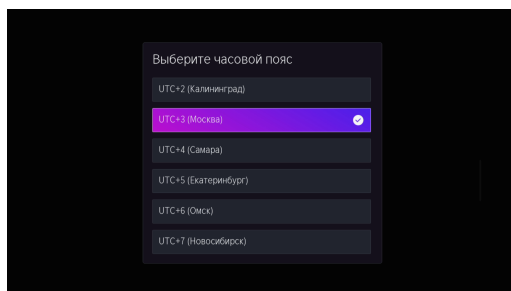 Выберите часовой пояс
UTC+2 (Калининград)
UTC+3 (Москва)
UTC+4 (Самара)
UTC+5 (Екатеринбург)
UTC+6 (Омск)
UTC+7 (Новосибирск)